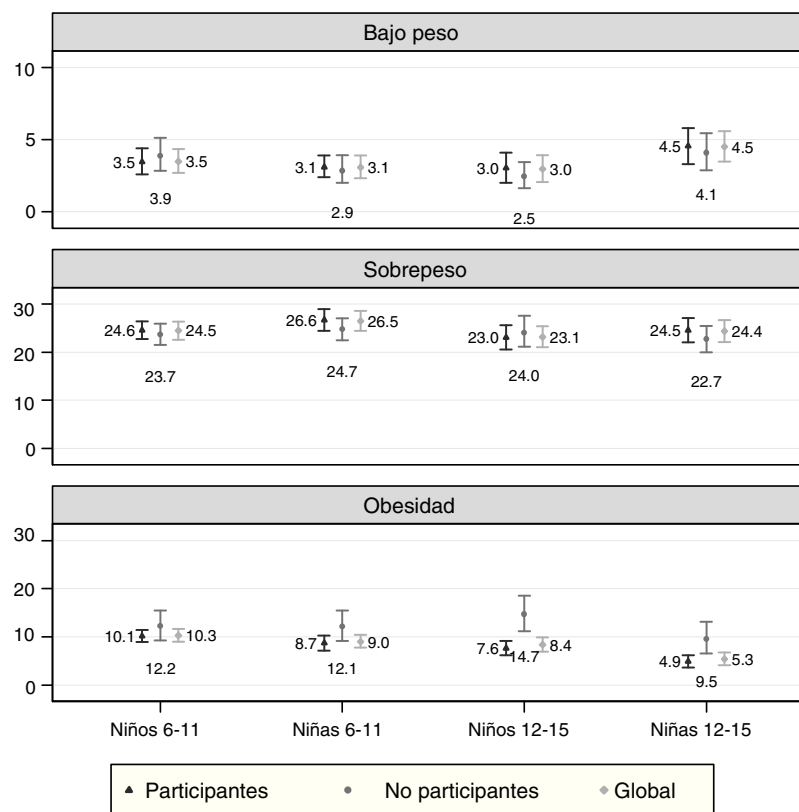 Bajo peso
10
5
3.5 3.5 3.1 3.1 3.0 3.0 4.5 4.5
3.9 2.9 2.5 4.1
0
Sobrepeso
30
24.6 24.5 26.6 26.5 23.0 23.1 24.5 24.4
20
23.7 24.7 24.0 22.7
10
0
Obesidad
30
20
10
10.1 10.3 8.7 9.0 7.6 8.4 4.9 5.3
12.2 12.1 14.7 9.5
0
Niños 6-11 Niñas 6-11 Niños 12-15 Niñas 12-15
Participantes No participantes Global